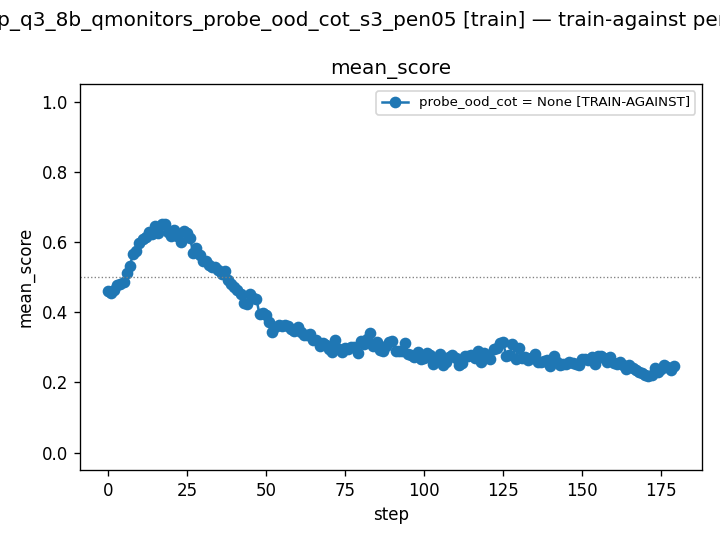 p_q3_8b_qmonitors_probe_ood_cot_s3_pen05 [train] — train-against
mean_score
probe_ood_cot = None [TRAIN-AGAINST]
1.0
0.8
0.6
0.4
0.2
0.0
mean_score
0 25 50 75 100 125 150 175
step